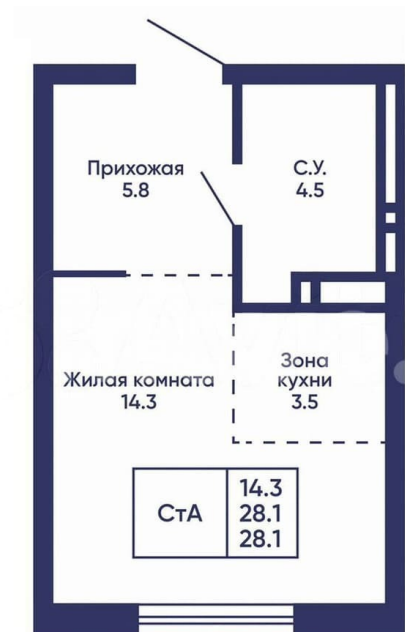 Прихожая
5.8
С.У.
4.5
Жилая комната
14.3
Зона
кухни
3.5
СтА
14.3
28.1
28.1